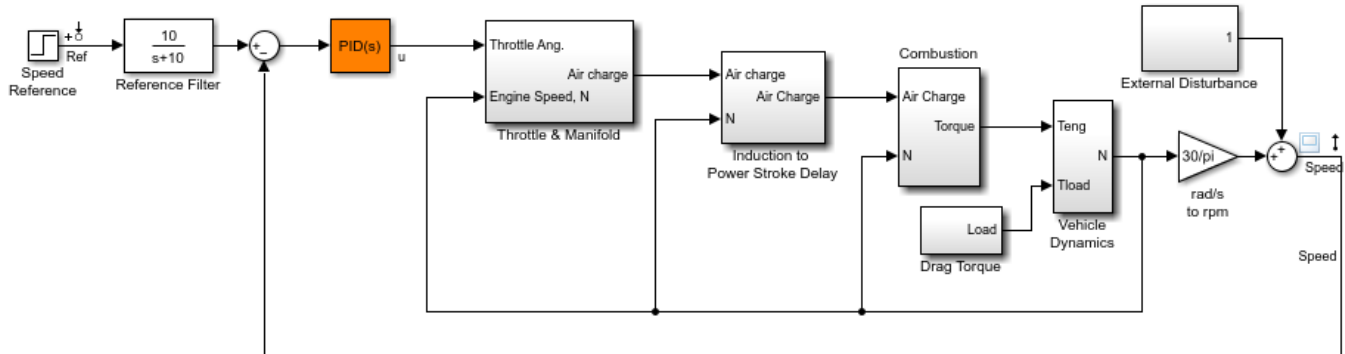 Ref
Speed
Reference
10
s+10
Reference Filter
+
−
PID(s)
u
Throttle Ang.
Air charge
Engine Speed, N
Throttle & Manifold
Air charge
Air Charge
N
Induction to
Power Stroke Delay
Combustion
Air Charge
Torque
N
Load
Drag Torque
Teng
N
Tload
Vehicle
Dynamics
30/pi
rad/s
to rpm
1
External Disturbance
+
+
Speed
Speed